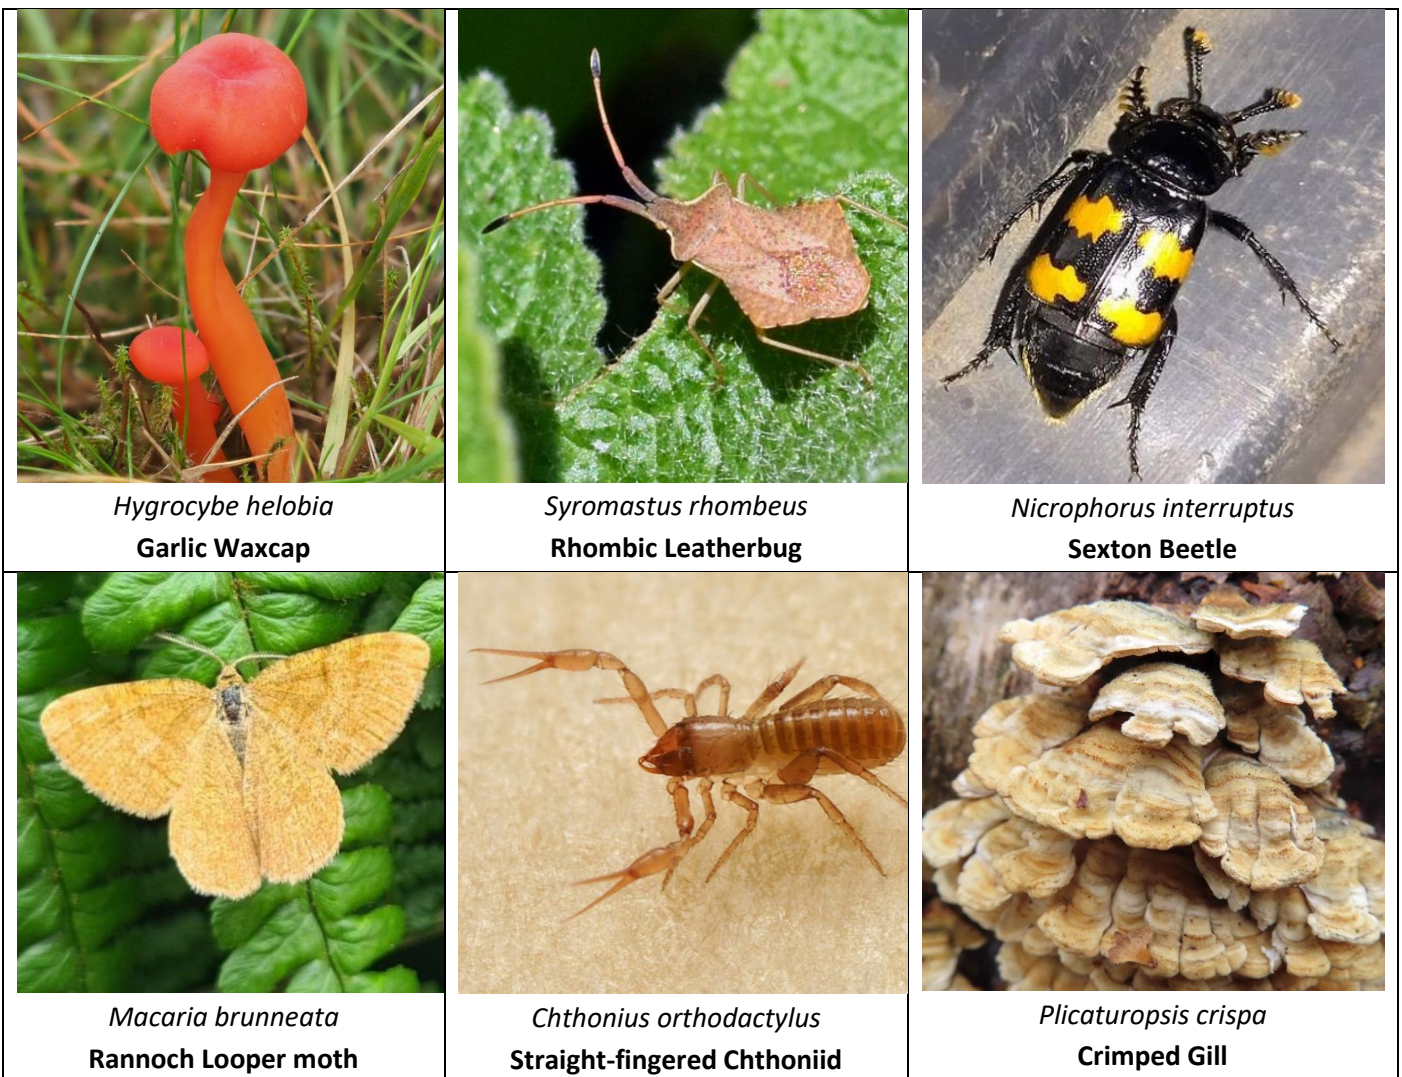 Hygrocybe helobia
Garlic Waxcap
Syromastus rhombeus
Rhombic Leatherbug
Nicrophorus interruptus
Sexton Beetle
Macaria brunneata
Rannoch Looper moth
Chthonius orthodactylus
Straight-fingered Chthoniid
Plicaturopsis crispa
Crimped Gill